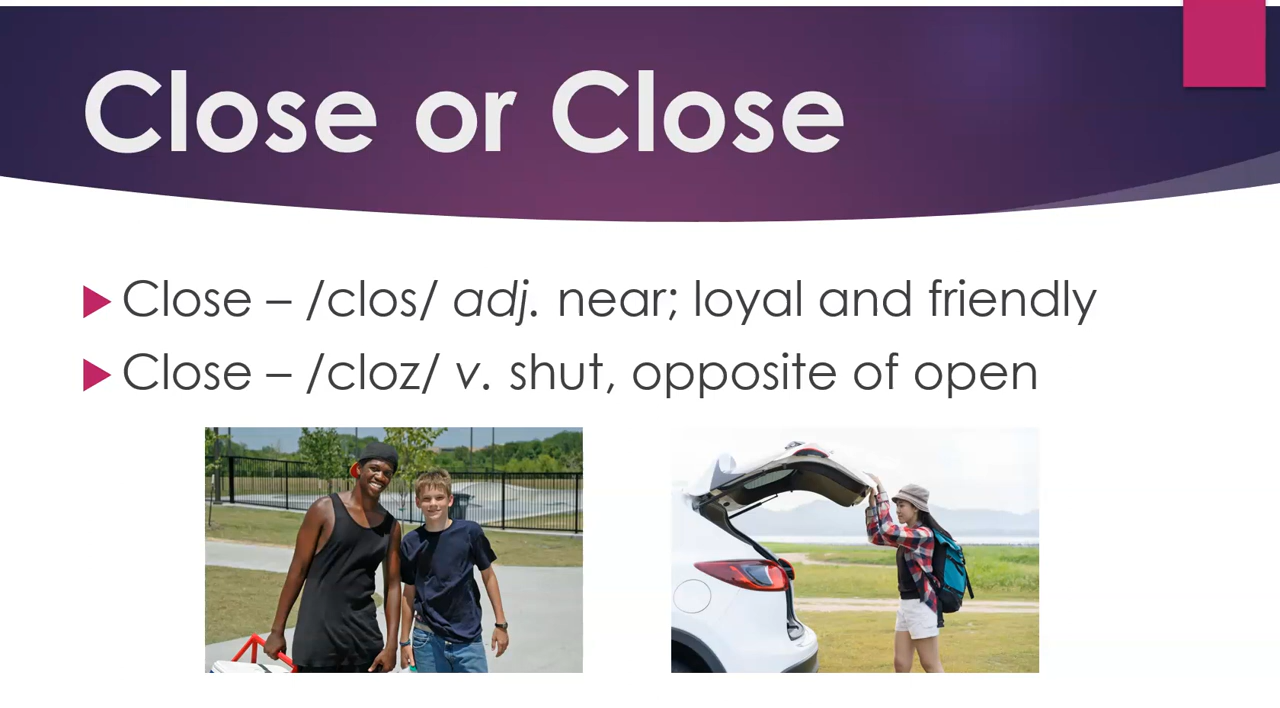 Close or Close
Close – /clos/ adj. near; loyal and friendly
Close – /cloz/ v. shut, opposite of open